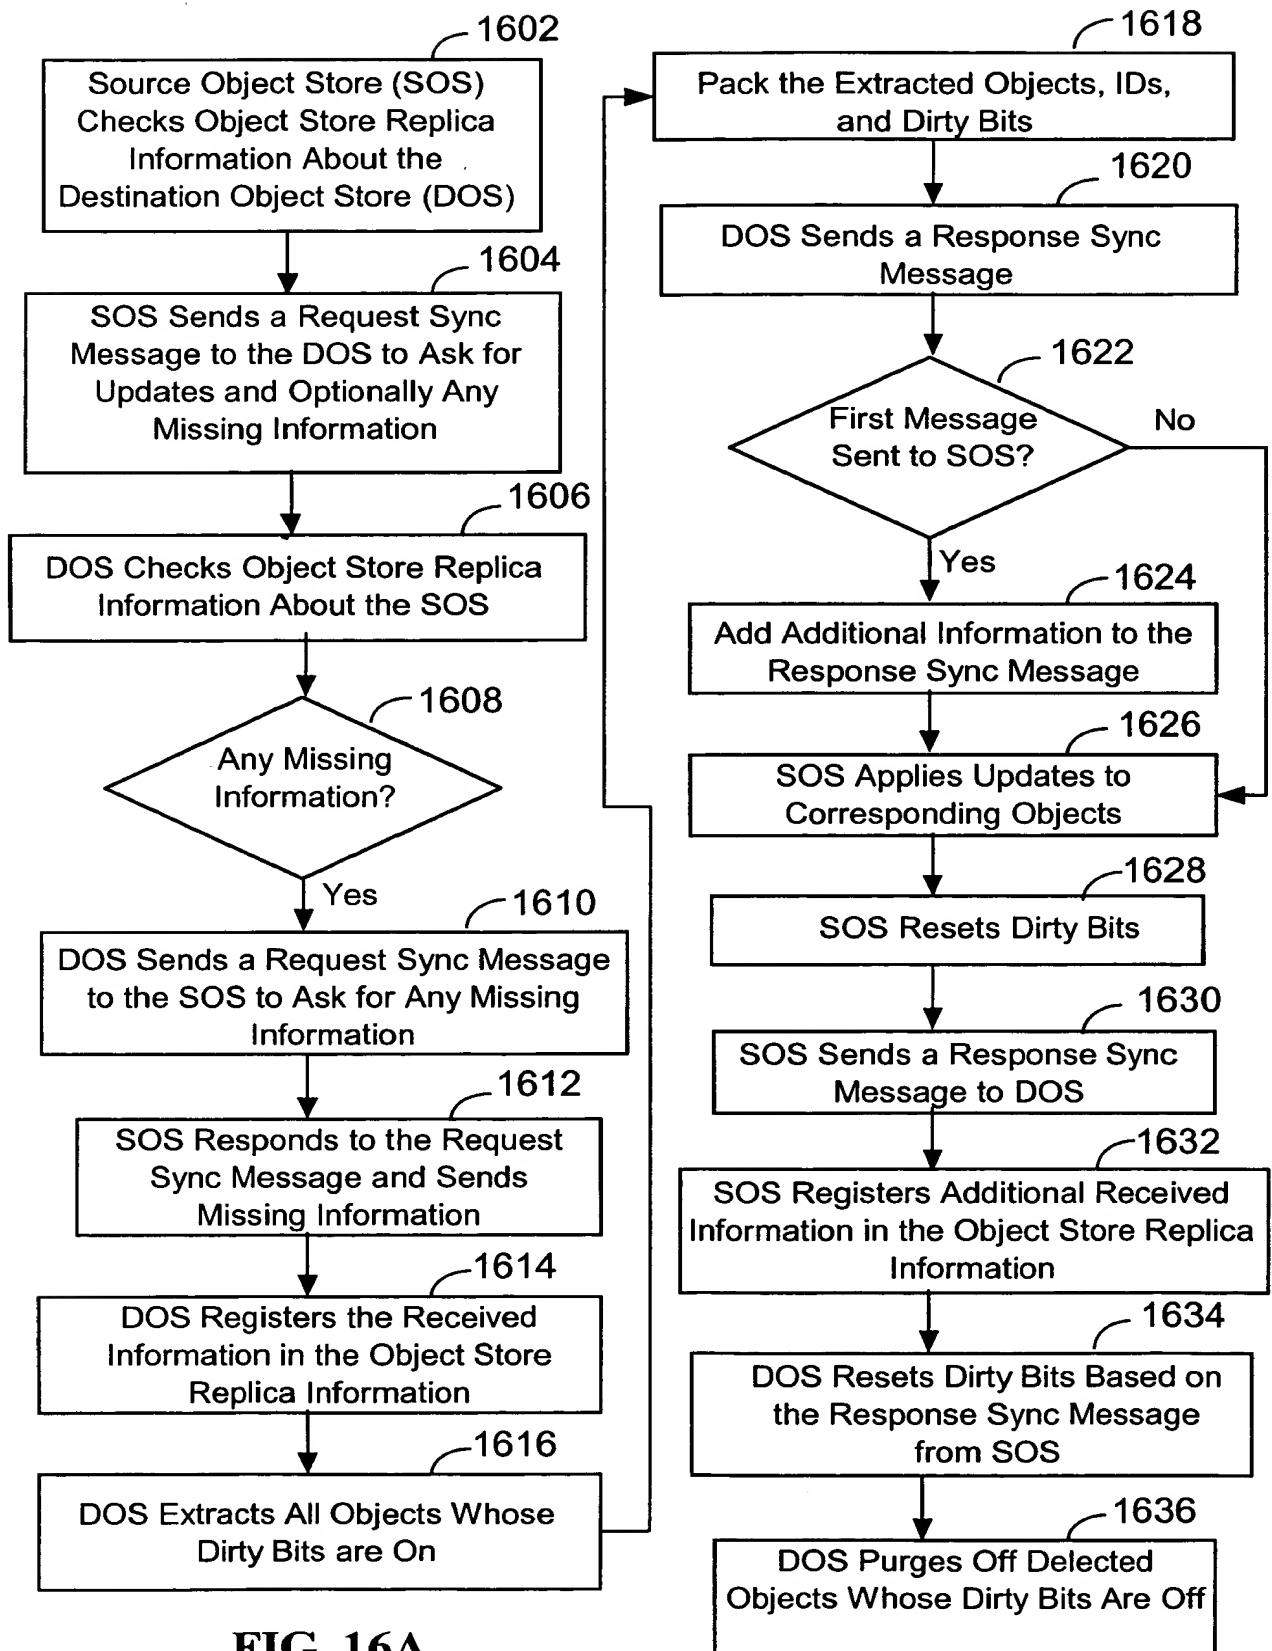 1602
Source Object Store (SOS)
Checks Object Store Replica
Information About the
Destination Object Store (DOS)
1604
SOS Sends a Request Sync
Message to the DOS to Ask for
Updates and Optionally Any
Missing Information
1606
DOS Checks Object Store Replica
Information About the SOS
1608
Any Missing
Information?
Yes
1610
DOS Sends a Request Sync Message
to the SOS to Ask for Any Missing
Information
1612
SOS Responds to the Request
Sync Message and Sends
Missing Information
1614
DOS Registers the Received
Information in the Object Store
Replica Information
1616
DOS Extracts All Objects Whose
Dirty Bits are On
FIG. 16A
1618
Pack the Extracted Objects, IDs,
and Dirty Bits
1620
DOS Sends a Response Sync
Message
1622
First Message
Sent to SOS?
No
Yes
1624
Add Additional Information to the
Response Sync Message
1626
SOS Applies Updates to
Corresponding Objects
1628
SOS Resets Dirty Bits
1630
SOS Sends a Response Sync
Message to DOS
1632
SOS Registers Additional Received
Information in the Object Store Replica
Information
1634
DOS Resets Dirty Bits Based on
the Response Sync Message
from SOS
1636
DOS Purges Off Delected
Objects Whose Dirty Bits Are Off